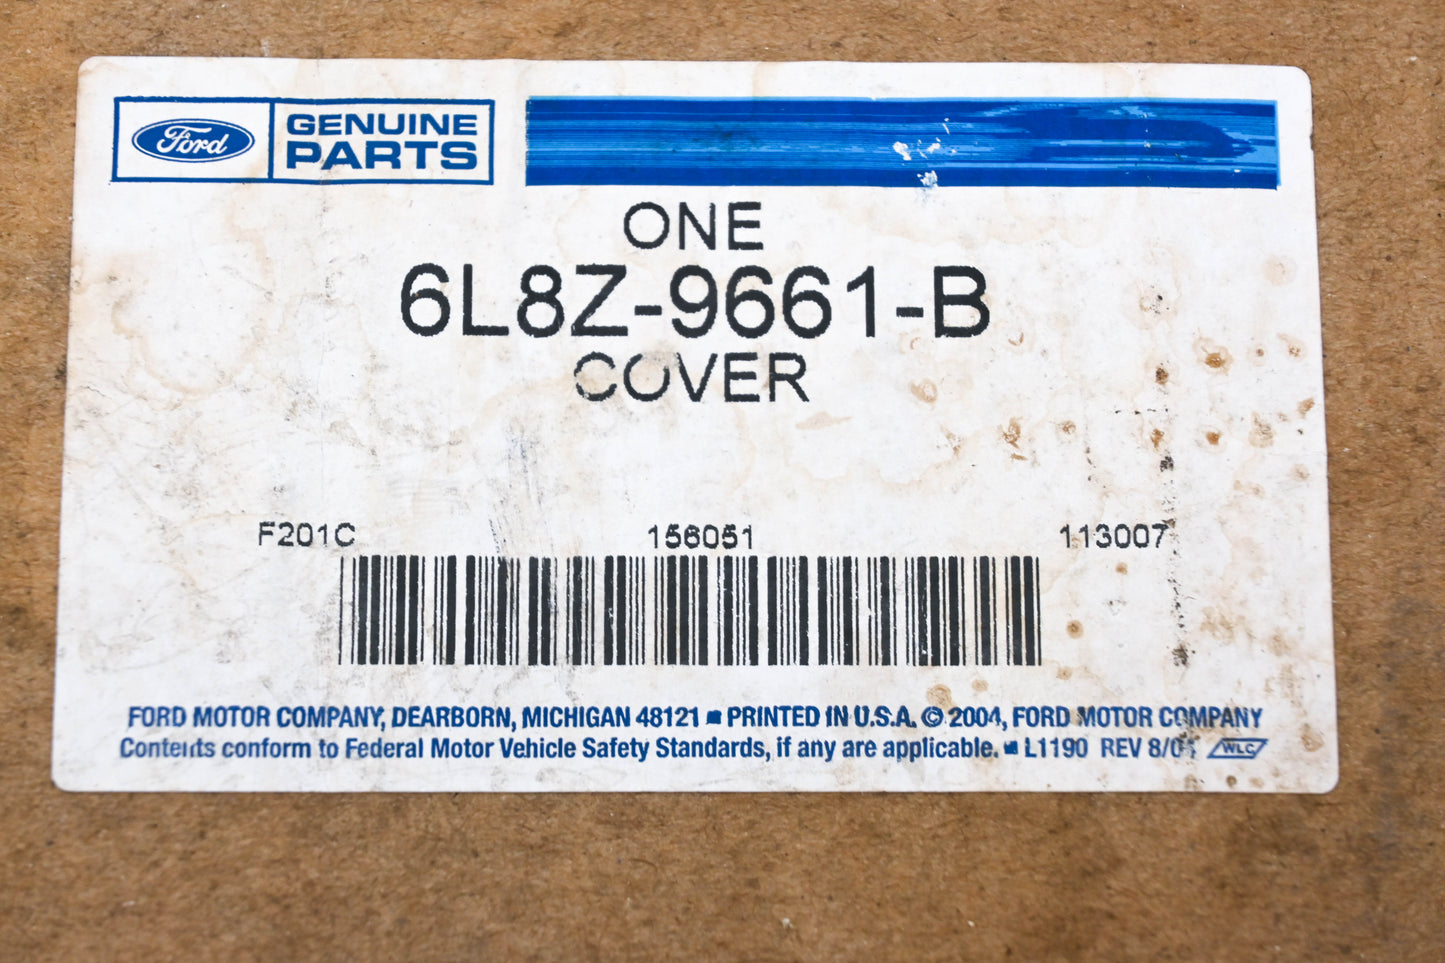 Ford GENUINE
PARTS
ONE
6L8Z-9661-B
COVER
F201C 156051 113007
FORD MOTOR COMPANY, DEARBORN, MICHIGAN 48121 ■ PRINTED IN U.S.A. © 2004, FORD MOTOR COMPANY
Contents conform to Federal Motor Vehicle Safety Standards, if any are applicable. ■ L1190 REV WLC